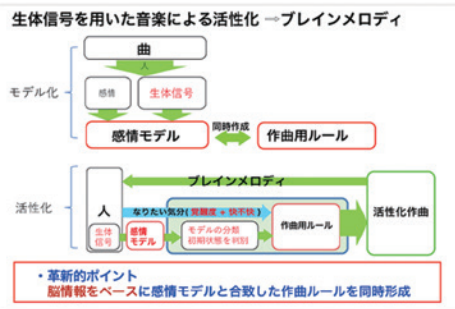 生体信号を用いた音楽による活性化 ⇒ブレインメロディ
曲
人
モデル化
感情
生体信号
感情モデル
同時作成
作曲用ルール
ブレインメロディ
活性化
人
なりたい気分(覚醒度 + 快不快)
生体
信号
感情
モデル
モデルの分類
初期状態を判別
作曲用ルール
活性化作曲
・革新的ポイント
脳情報をベースに感情モデルと合致した作曲ルールを同時形成